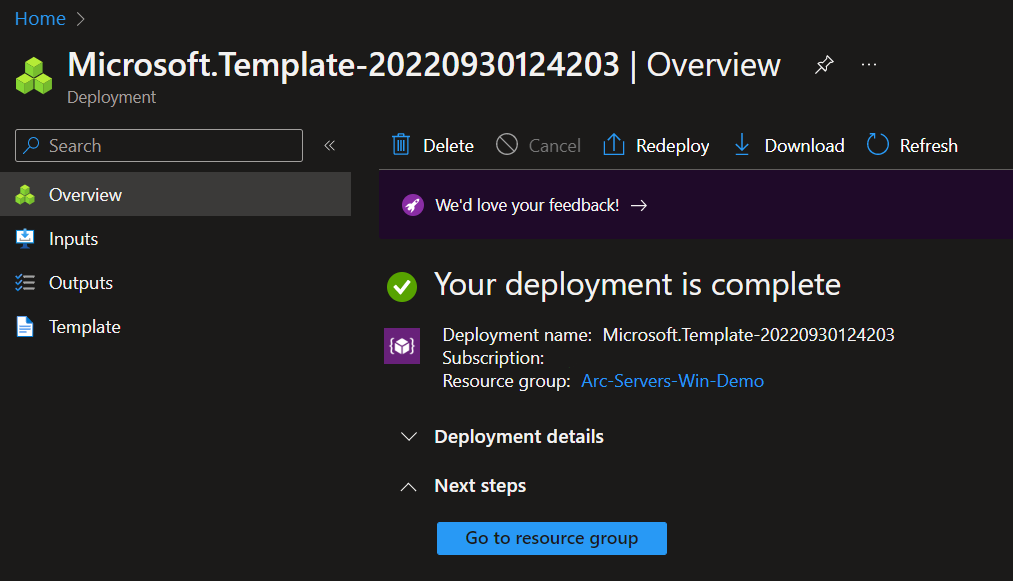 Home
Microsoft.Template-20220930124203 | Overview
Deployment
Search
«
Overview
Inputs
Outputs
Template
Delete Cancel Redeploy Download Refresh
We'd love your feedback! →
Your deployment is complete
Deployment name: Microsoft.Template-20220930124203
Subscription:
Resource group: Arc-Servers-Win-Demo
Deployment details
Next steps
Go to resource group